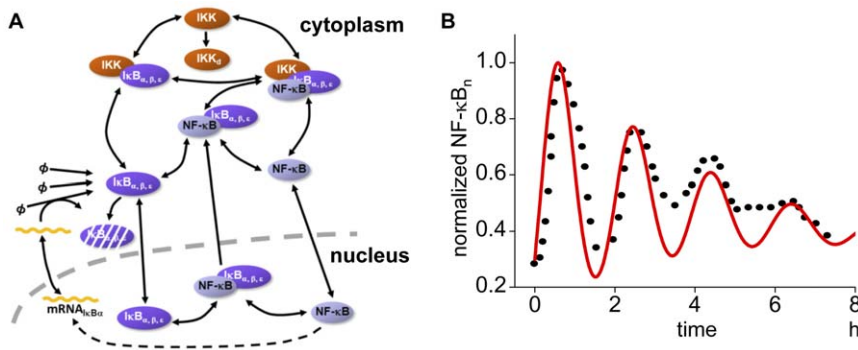 A
cytoplasm
IKK
IKK
IκBα, β, ε
IKKd
IKK
IκBα, β, ε
NF-κB
IκBα, β, ε
NF-κB
ϕ
ϕ
ϕ
IκBα, β, ε
NF-κB
nucleus
mRNAIκBα
IκBα, β, ε
IκBα, β, ε
NF-κB
NF-κB
B
normalized NF-κBn
1.0
0.8
0.6
0.4
0.2
0 2 4 6 8
time h